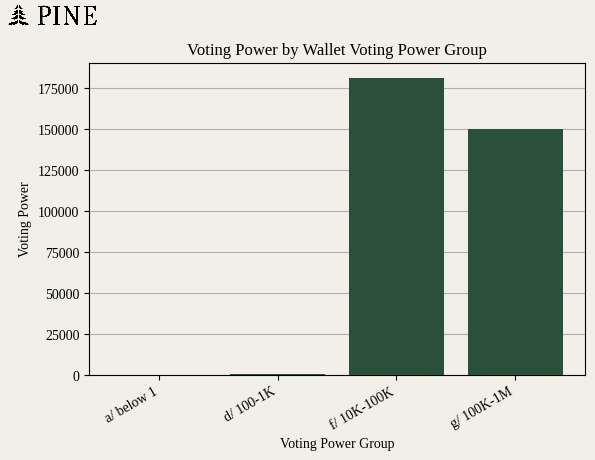 PINE
Voting Power by Wallet Voting Power Group
Voting Power
175000
150000
125000
100000
75000
50000
25000
0
a/ below 1
d/ 100-1K
f/ 10K-100K
g/ 100K-1M
Voting Power Group